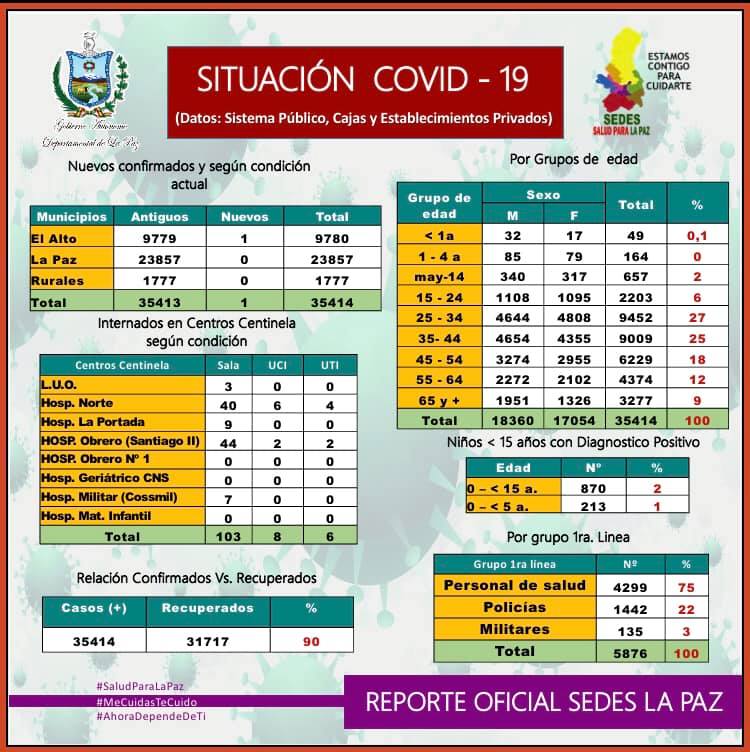 Gobierno Autónomo
Departamental de La Paz
SITUACIÓN COVID - 19
(Datos: Sistema Público, Cajas y Establecimientos Privados)
ESTAMOS
CONTIGO
PARA
CUIDARTE
SEDES
SALUD PARA LA PAZ
Nuevos confirmados y según condición
actual
Municipios Antiguos Nuevos Total
El Alto 9779 1 9780
La Paz 23857 0 23857
Rurales 1777 0 1777
Total 35413 1 35414
Internados en Centros Centinela
según condición
Centros Centinela Sala UCI UTI
L.U.O. 3 0 0
Hosp. Norte 40 6 4
Hosp. La Portada 9 0 0
HOSP. Obrero (Santiago II) 44 2 2
HOSP. Obrero Nº 1 0 0 0
Hosp. Geriátrico CNS 0 0 0
Hosp. Militar (Cossmil) 7 0 0
Hosp. Mat. Infantil 0 0 0
Total 103 8 6
Relación Confirmados Vs. Recuperados
Casos (+) Recuperados %
35414 31717 90
Por Grupos de edad
Grupo de edad Sexo Total %
M F
< 1a 32 17 49 0,1
1 - 4 a 85 79 164 0
may-14 340 317 657 2
15 - 24 1108 1095 2203 6
25 - 34 4644 4808 9452 27
35- 44 4654 4355 9009 25
45 - 54 3274 2955 6229 18
55 - 64 2272 2102 4374 12
65 y + 1951 1326 3277 9
Total 18360 17054 35414 100
Niños < 15 años con Diagnostico Positivo
Edad Nº %
0 – < 15 a. 870 2
0 – < 5 a. 213 1
Por grupo 1ra. Linea
Grupo 1ra línea Nº %
Personal de salud 4299 75
Policías 1442 22
Militares 135 3
Total 5876 100
#SaludParaLaPaz
#MeCuidasTeCuido
#AhoraDependeDeTi
REPORTE OFICIAL SEDES LA PAZ